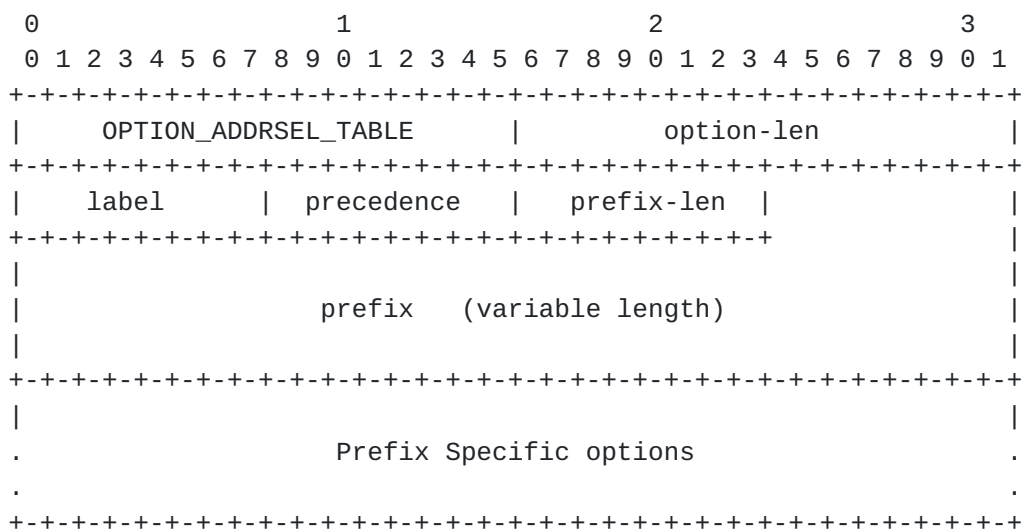 0                   1                   2                   3
 0 1 2 3 4 5 6 7 8 9 0 1 2 3 4 5 6 7 8 9 0 1 2 3 4 5 6 7 8 9 0 1
+-+-+-+-+-+-+-+-+-+-+-+-+-+-+-+-+-+-+-+-+-+-+-+-+-+-+-+-+-+-+-+-+
|     OPTION_ADDRSEL_TABLE      |         option-len            |
+-+-+-+-+-+-+-+-+-+-+-+-+-+-+-+-+-+-+-+-+-+-+-+-+-+-+-+-+-+-+-+-+
|    label      |  precedence   |   prefix-len  |               |
+-+-+-+-+-+-+-+-+-+-+-+-+-+-+-+-+-+-+-+-+-+-+-+-+               |
|                                                               |
|                   prefix   (variable length)                  |
|                                                               |
+-+-+-+-+-+-+-+-+-+-+-+-+-+-+-+-+-+-+-+-+-+-+-+-+-+-+-+-+-+-+-+-+
|                                                               |
.                    Prefix Specific options                    .
.                                                               .
+-+-+-+-+-+-+-+-+-+-+-+-+-+-+-+-+-+-+-+-+-+-+-+-+-+-+-+-+-+-+-+-+